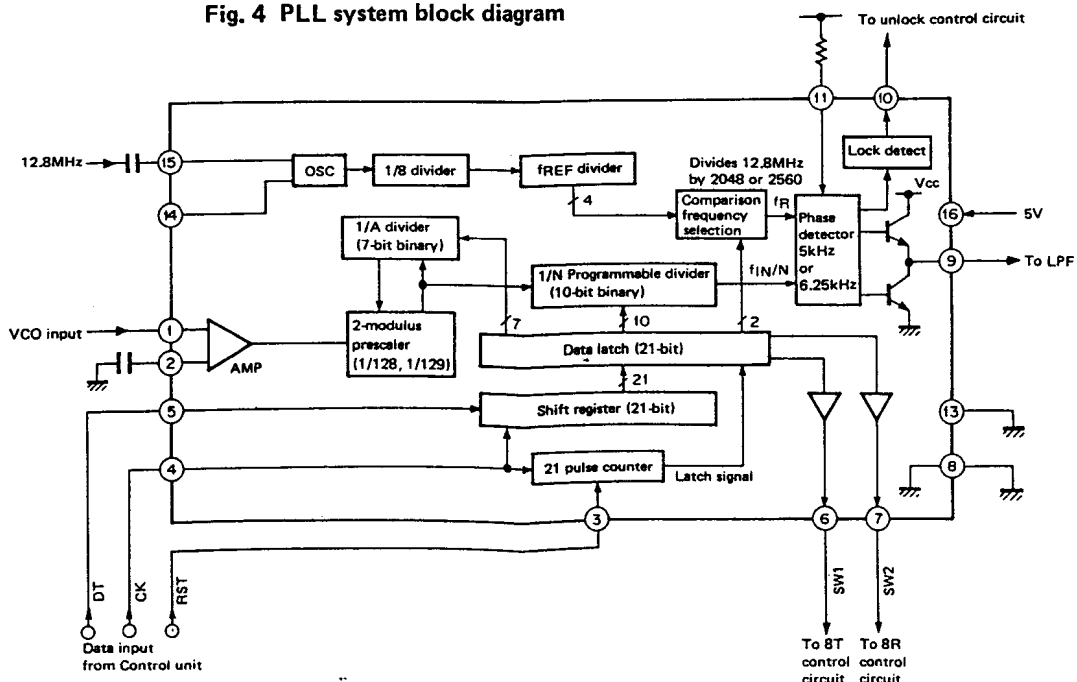 Fig. 4 PLL system block diagram
To unlock control circuit
11
10
12.8MHz
15
OSC
1/8 divider
fREF divider
Divides 12.8MHz
by 2048 or 2560
Lock detect
Vcc
4
Comparison
frequency
selection
fR
Phase
detector
5kHz
or
6.25kHz
14
16
5V
1/A divider
(7-bit binary)
9
To LPF
1/N Programmable divider
(10-bit binary)
fIN/N
VCO input
1
2
AMP
2-modulus
prescaler
(1/128, 1/129)
7
10
2
Data latch (21-bit)
21
5
Shift register (21-bit)
13
4
21 pulse counter
Latch signal
8
3
6
7
DT
CK
RST
SW1
SW2
Data input
from Control unit
To 8T
control
circuit
To 8R
control
circuit